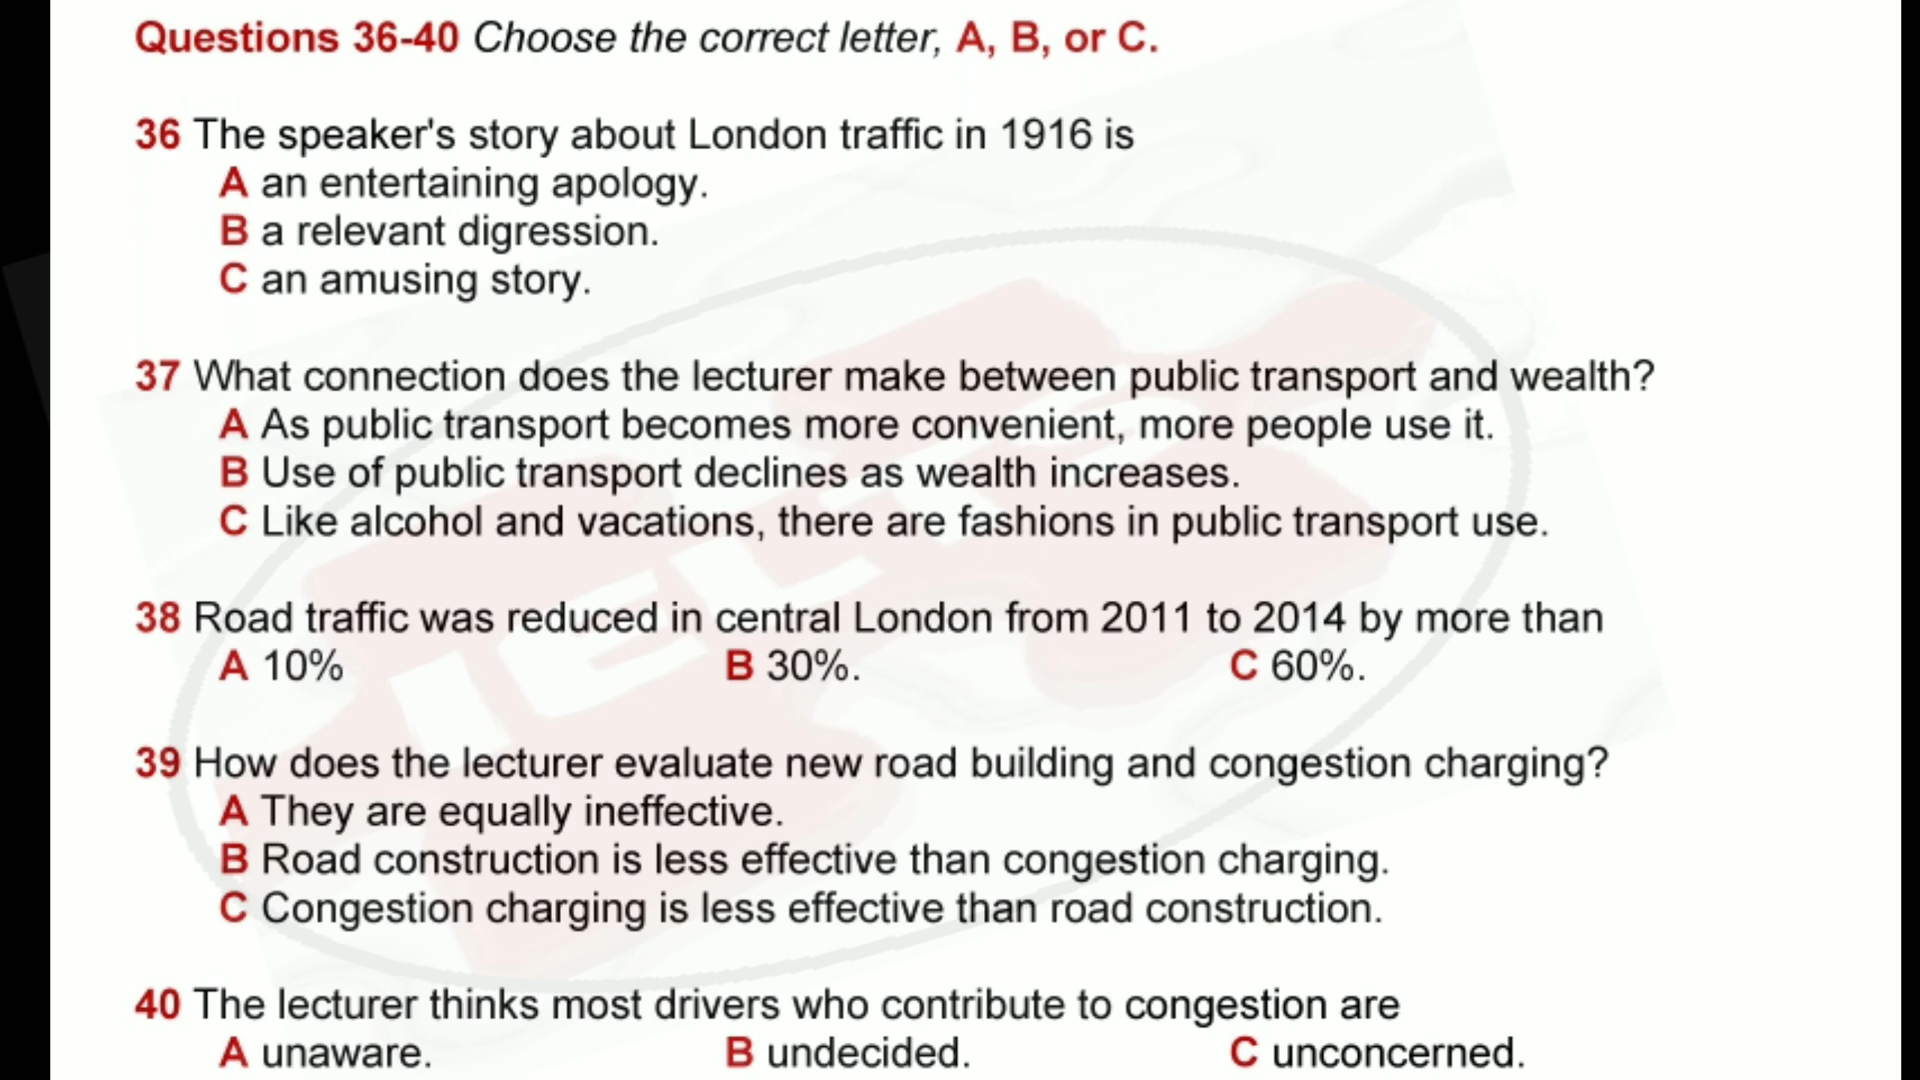 Questions 36-40 Choose the correct letter, A, B, or C.
36 The speaker's story about London traffic in 1916 is
A an entertaining apology.
B a relevant digression.
C an amusing story.
37 What connection does the lecturer make between public transport and wealth?
A As public transport becomes more convenient, more people use it.
B Use of public transport declines as wealth increases.
C Like alcohol and vacations, there are fashions in public transport use.
38 Road traffic was reduced in central London from 2011 to 2014 by more than
A 10% B 30%. C 60%.
39 How does the lecturer evaluate new road building and congestion charging?
A They are equally ineffective.
B Road construction is less effective than congestion charging.
C Congestion charging is less effective than road construction.
40 The lecturer thinks most drivers who contribute to congestion are
A unaware. B undecided. C unconcerned.